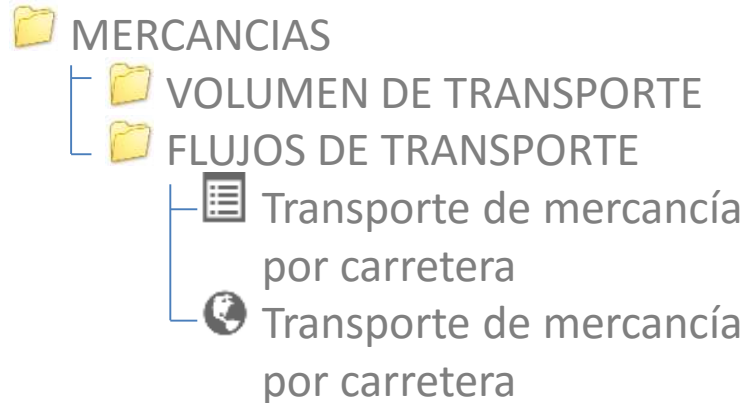 MERCANCIAS
VOLUMEN DE TRANSPORTE
FLUJOS DE TRANSPORTE
Transporte de mercancía
por carretera
Transporte de mercancía
por carretera